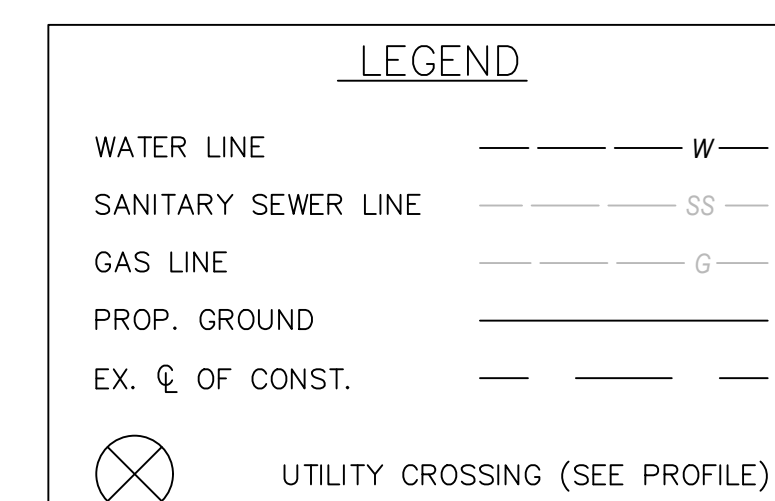 LEGEND
WATER LINE W
SANITARY SEWER LINE SS
GAS LINE G
PROP. GROUND
EX. ℄ OF CONST.
UTILITY CROSSING (SEE PROFILE)